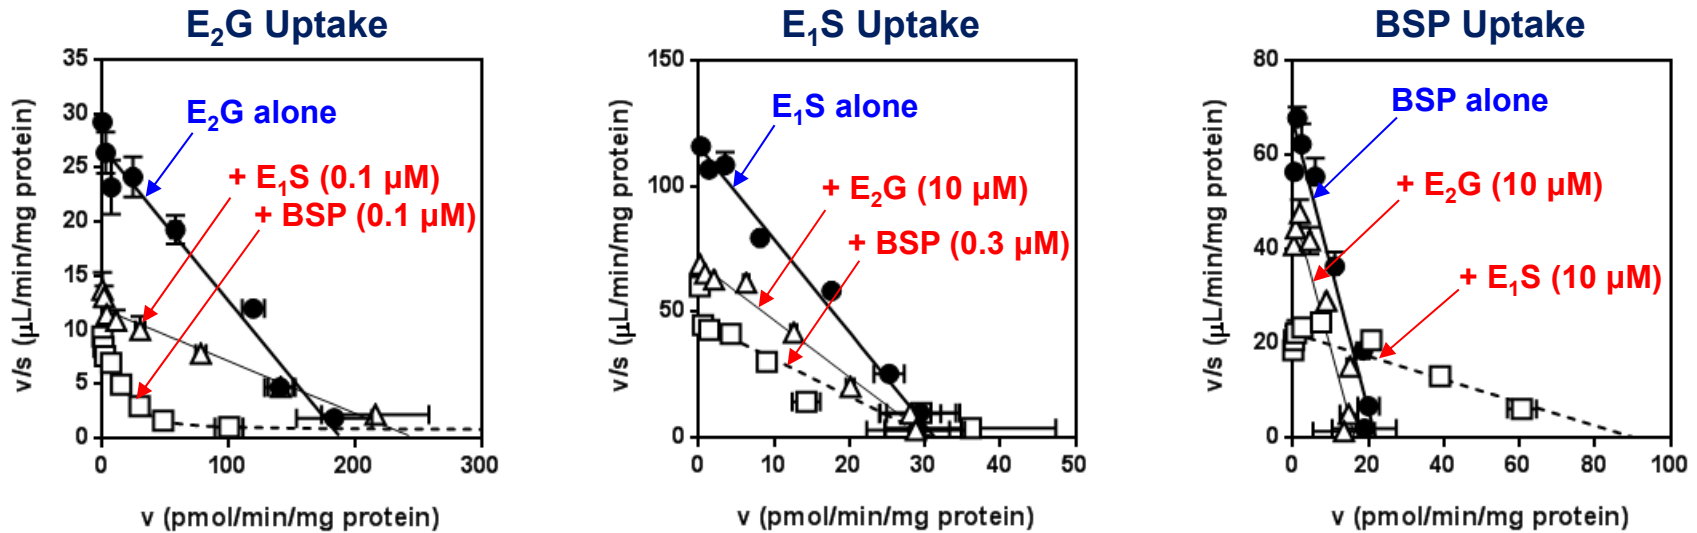 E₂G Uptake
35
30
25
20
15
10
5
0
v/s (μL/min/mg protein)
E₂G alone
+ E₁S (0.1 μM)
+ BSP (0.1 μM)
0 100 200 300
v (pmol/min/mg protein)
E₁S Uptake
150
100
50
0
v/s (μL/min/mg protein)
E₁S alone
+ E₂G (10 μM)
+ BSP (0.3 μM)
0 10 20 30 40 50
v (pmol/min/mg protein)
BSP Uptake
80
60
40
20
0
v/s (μL/min/mg protein)
BSP alone
+ E₂G (10 μM)
+ E₁S (10 μM)
0 20 40 60 80 100
v (pmol/min/mg protein)